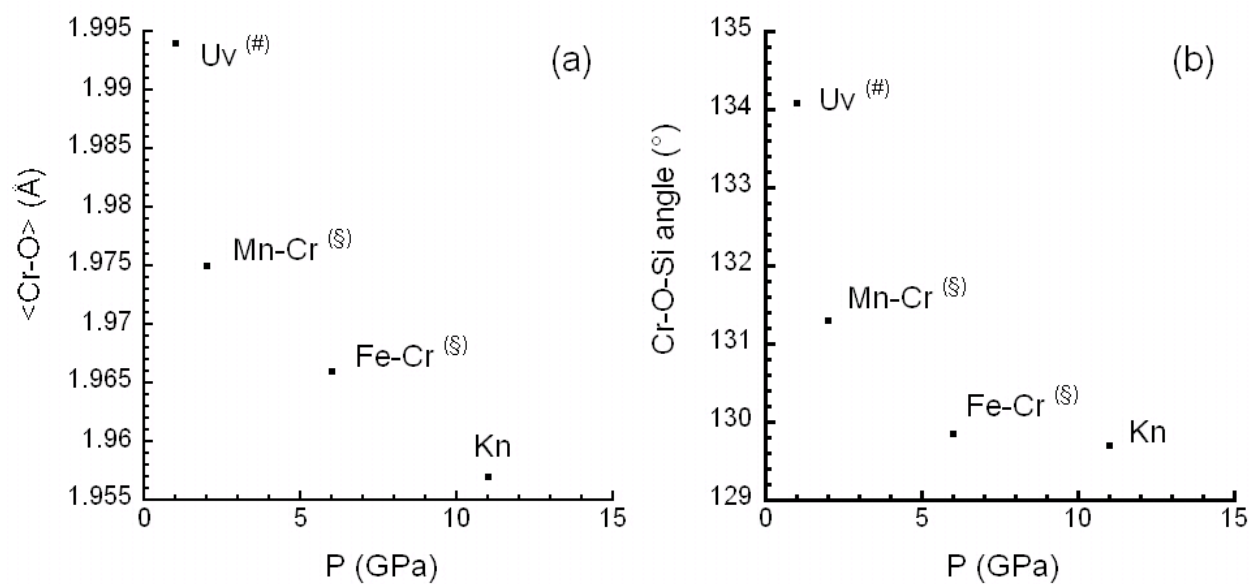 1.995
1.99
1.985
1.98
1.975
1.97
1.965
1.96
1.955
<Cr-O> (Å)
Uv (#)
(a)
Mn-Cr (§)
Fe-Cr (§)
Kn
0 5 10 15
P (GPa)
135
134
133
132
131
130
129
Cr-O-Si angle (°)
Uv (#)
(b)
Mn-Cr (§)
Fe-Cr (§)
Kn
0 5 10 15
P (GPa)